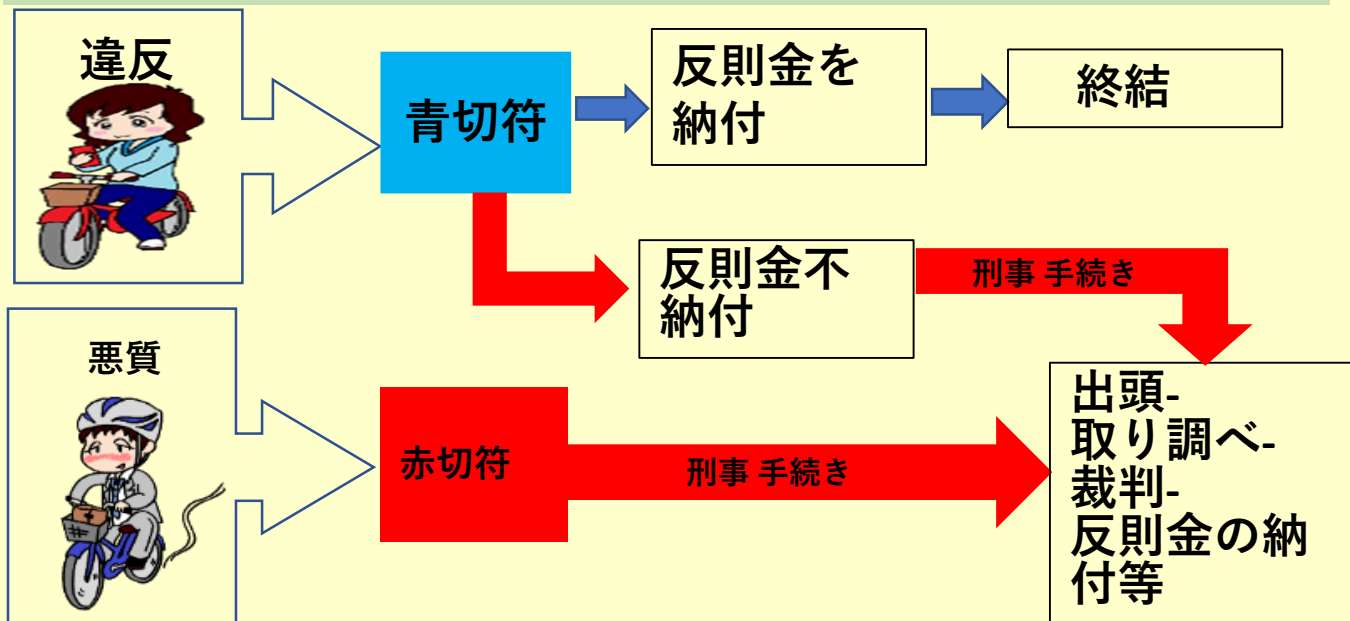 違反
青切符
反則金を
納付
終結
反則金不
納付
刑事 手続き
悪質
赤切符
刑事 手続き
出頭-
取り調べ-
裁判-
反則金の納
付等